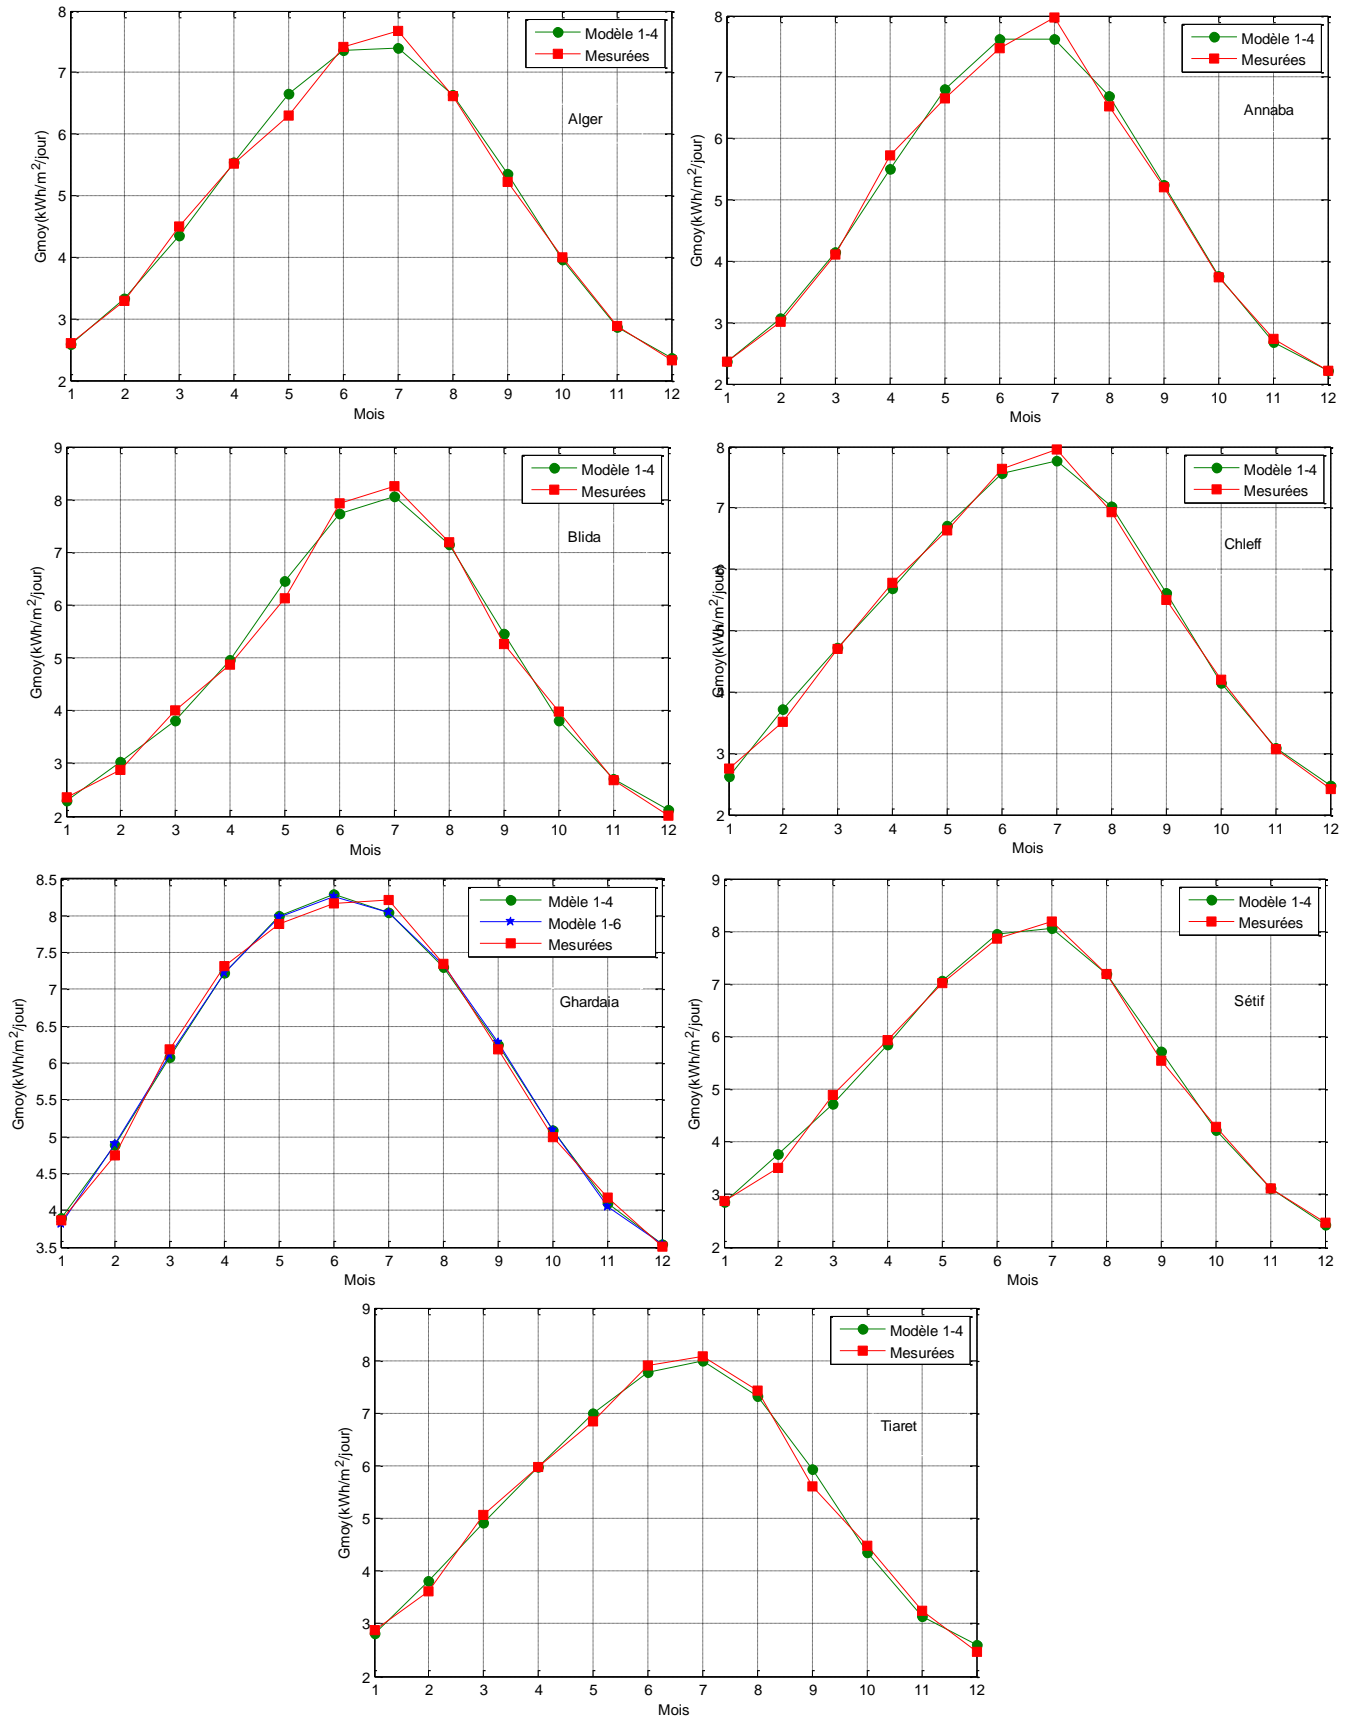 8
7
6
5
4
3
2
Gmoy(kWh/m²/jour)
Modèle 1-4
Mesurées
Alger
1 2 3 4 5 6 7 8 9 10 11 12
Mois
8
7
6
5
4
3
2
Gmoy(kWh/m²/jour)
Modèle 1-4
Mesurées
Annaba
1 2 3 4 5 6 7 8 9 10 11 12
Mois
9
8
7
6
5
4
3
2
Gmoy(kWh/m²/jour)
Modèle 1-4
Mesurées
Blida
1 2 3 4 5 6 7 8 9 10 11 12
Mois
8
7
6
5
4
3
2
Gmoy(kWh/m²/jour)
Modèle 1-4
Mesurées
Chleff
1 2 3 4 5 6 7 8 9 10 11 12
Mois
8.5
8
7.5
7
6.5
6
5.5
5
4.5
4
3.5
Gmoy(kWh/m²/jour)
Mdèle 1-4
Modèle 1-6
Mesurées
Ghardaia
1 2 3 4 5 6 7 8 9 10 11 12
Mois
9
8
7
6
5
4
3
2
Gmoy(kWh/m²/jour)
Modèle 1-4
Mesurées
Sétif
1 2 3 4 5 6 7 8 9 10 11 12
Mois
9
8
7
6
5
4
3
2
Gmoy(kWh/m²/jour)
Modèle 1-4
Mesurées
Tiaret
1 2 3 4 5 6 7 8 9 10 11 12
Mois